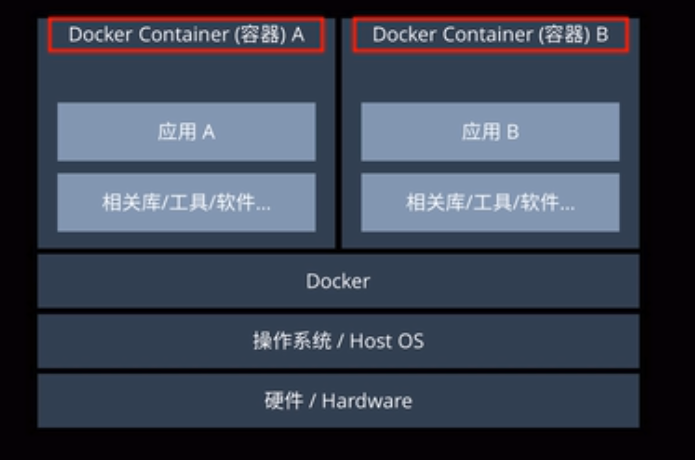 Docker Container (容器) A
Docker Container (容器) B
应用 A
应用 B
相关库/工具/软件...
相关库/工具/软件...
Docker
操作系统 / Host OS
硬件 / Hardware